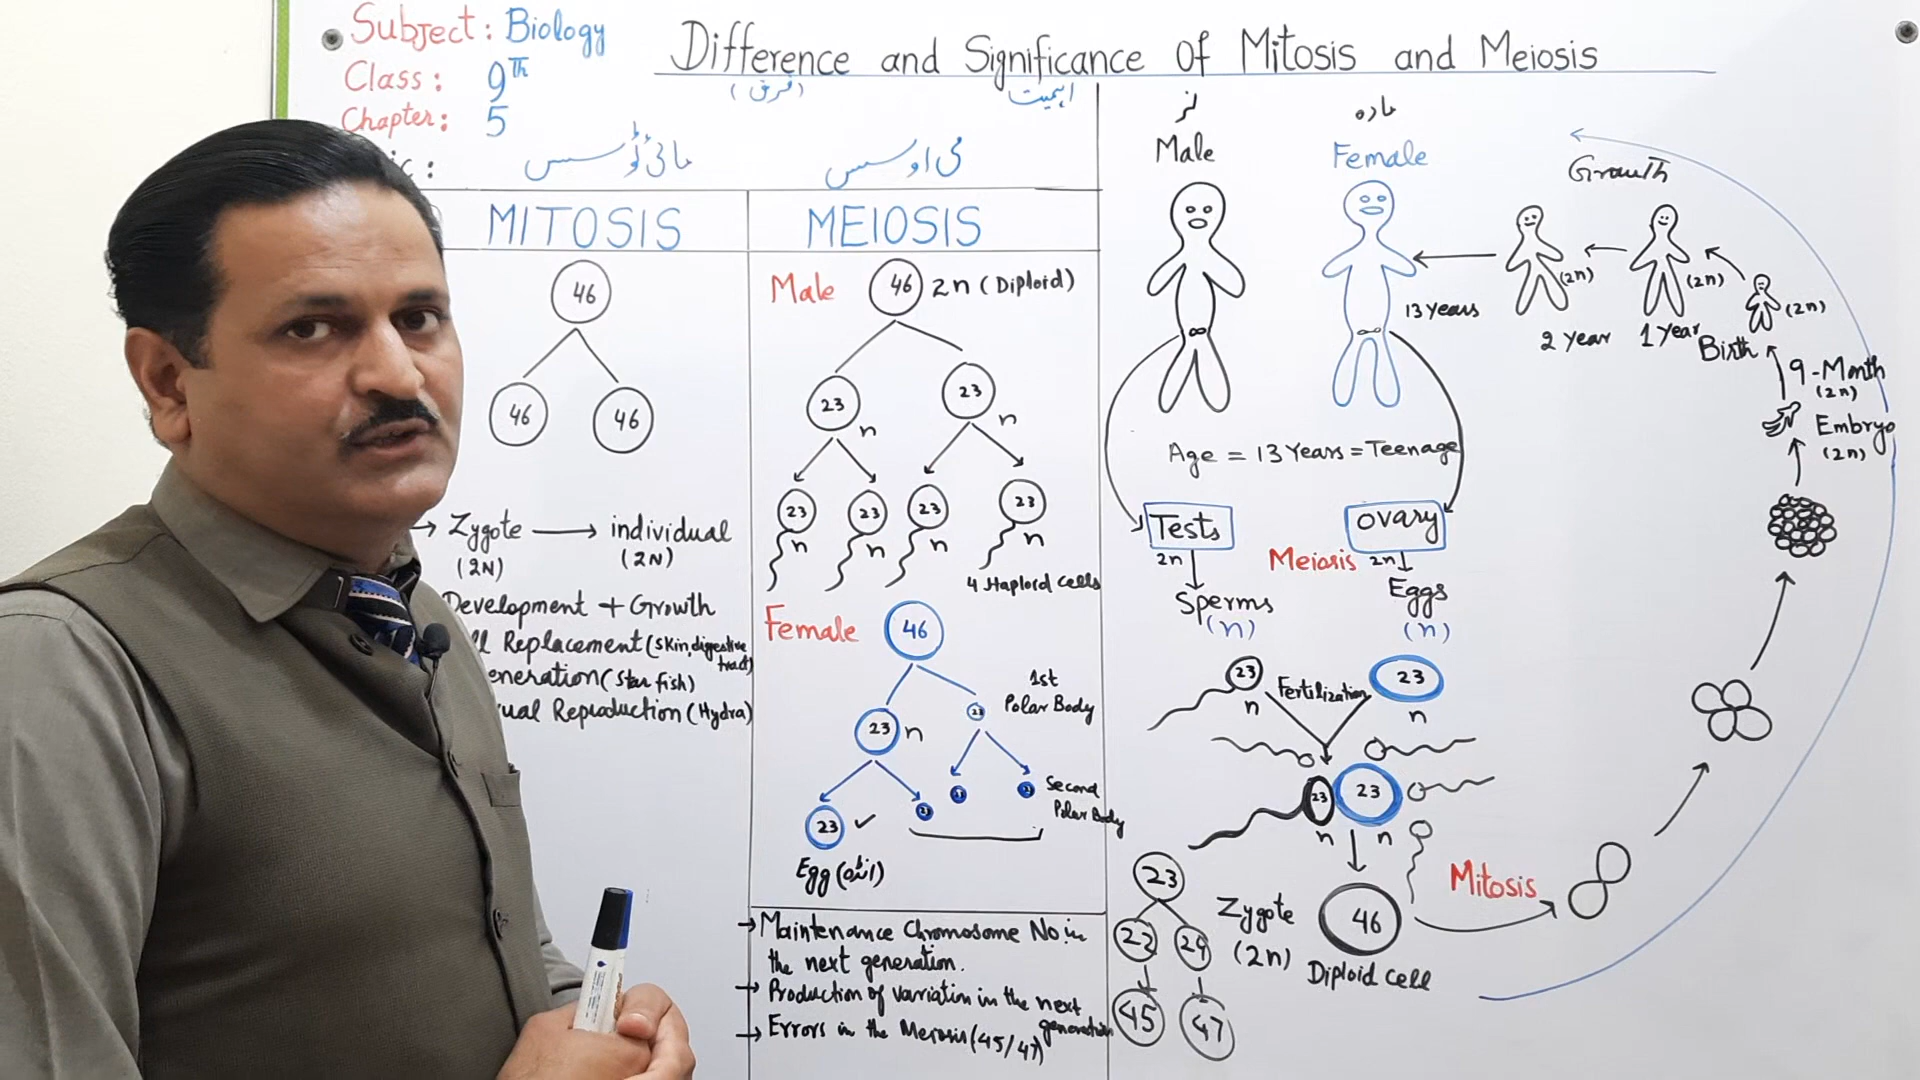 Subject: Biology
Class: 9Th
Chapter: 5
Difference and Significance Of Mitosis and Meiosis
(فرق)
اہمیت
مائی ٹوسس
می اوسس
MITOSIS
46
46 46
→ Zygote → individual
(2N) (2N)
Development + Growth
Replacement (Skin, digestive tract)
eneration (Star fish)
ual Reproduction (Hydra)
MEIOSIS
Male 46 2n (Diploid)
23 n 23 n
23 23 23 23
n n n n
4 Haploid Cells
Female 46
1st Polar Body
23 n 23
23 ✓
Second Polar Body
Egg
→ Maintenance Chromosome No: in
the next generation.
→ Production of variation in the next generation
→ Errors in the Meiosis (45/47)
نر
Male
مادہ
Female
Growth
(2n) (2n) (2n)
13 Years
2 Year 1 Year Birth
9-Month
(2n)
Embryo
(2n)
Age = 13 Years = Teenage
Tests ovary
2n Meiosis 2n
Sperms Eggs
(n) (n)
23 Fertilization 23
n n
23 23
n n
23
46
Zygote
(2n)
Mitosis
Diploid cell
45 47